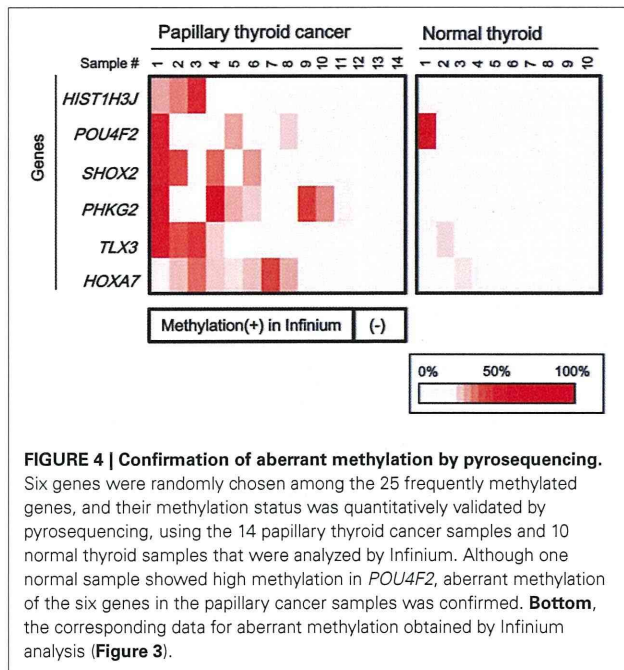 Papillary thyroid cancer
Normal thyroid
Sample #
1 2 3 4 5 6 7 8 9 10 11 12 13 14
1 2 3 4 5 6 7 8 9 10
Genes
HIST1H3J
POU4F2
SHOX2
PHKG2
TLX3
HOXA7
Methylation(+) in Infinium
(-)
0% 50% 100%
FIGURE 4 | Confirmation of aberrant methylation by pyrosequencing.
Six genes were randomly chosen among the 25 frequently methylated
genes, and their methylation status was quantitatively validated by
pyrosequencing, using the 14 papillary thyroid cancer samples and 10
normal thyroid samples that were analyzed by Infinium. Although one
normal sample showed high methylation in POU4F2, aberrant methylation
of the six genes in the papillary cancer samples was confirmed. Bottom,
the corresponding data for aberrant methylation obtained by Infinium
analysis (Figure 3).